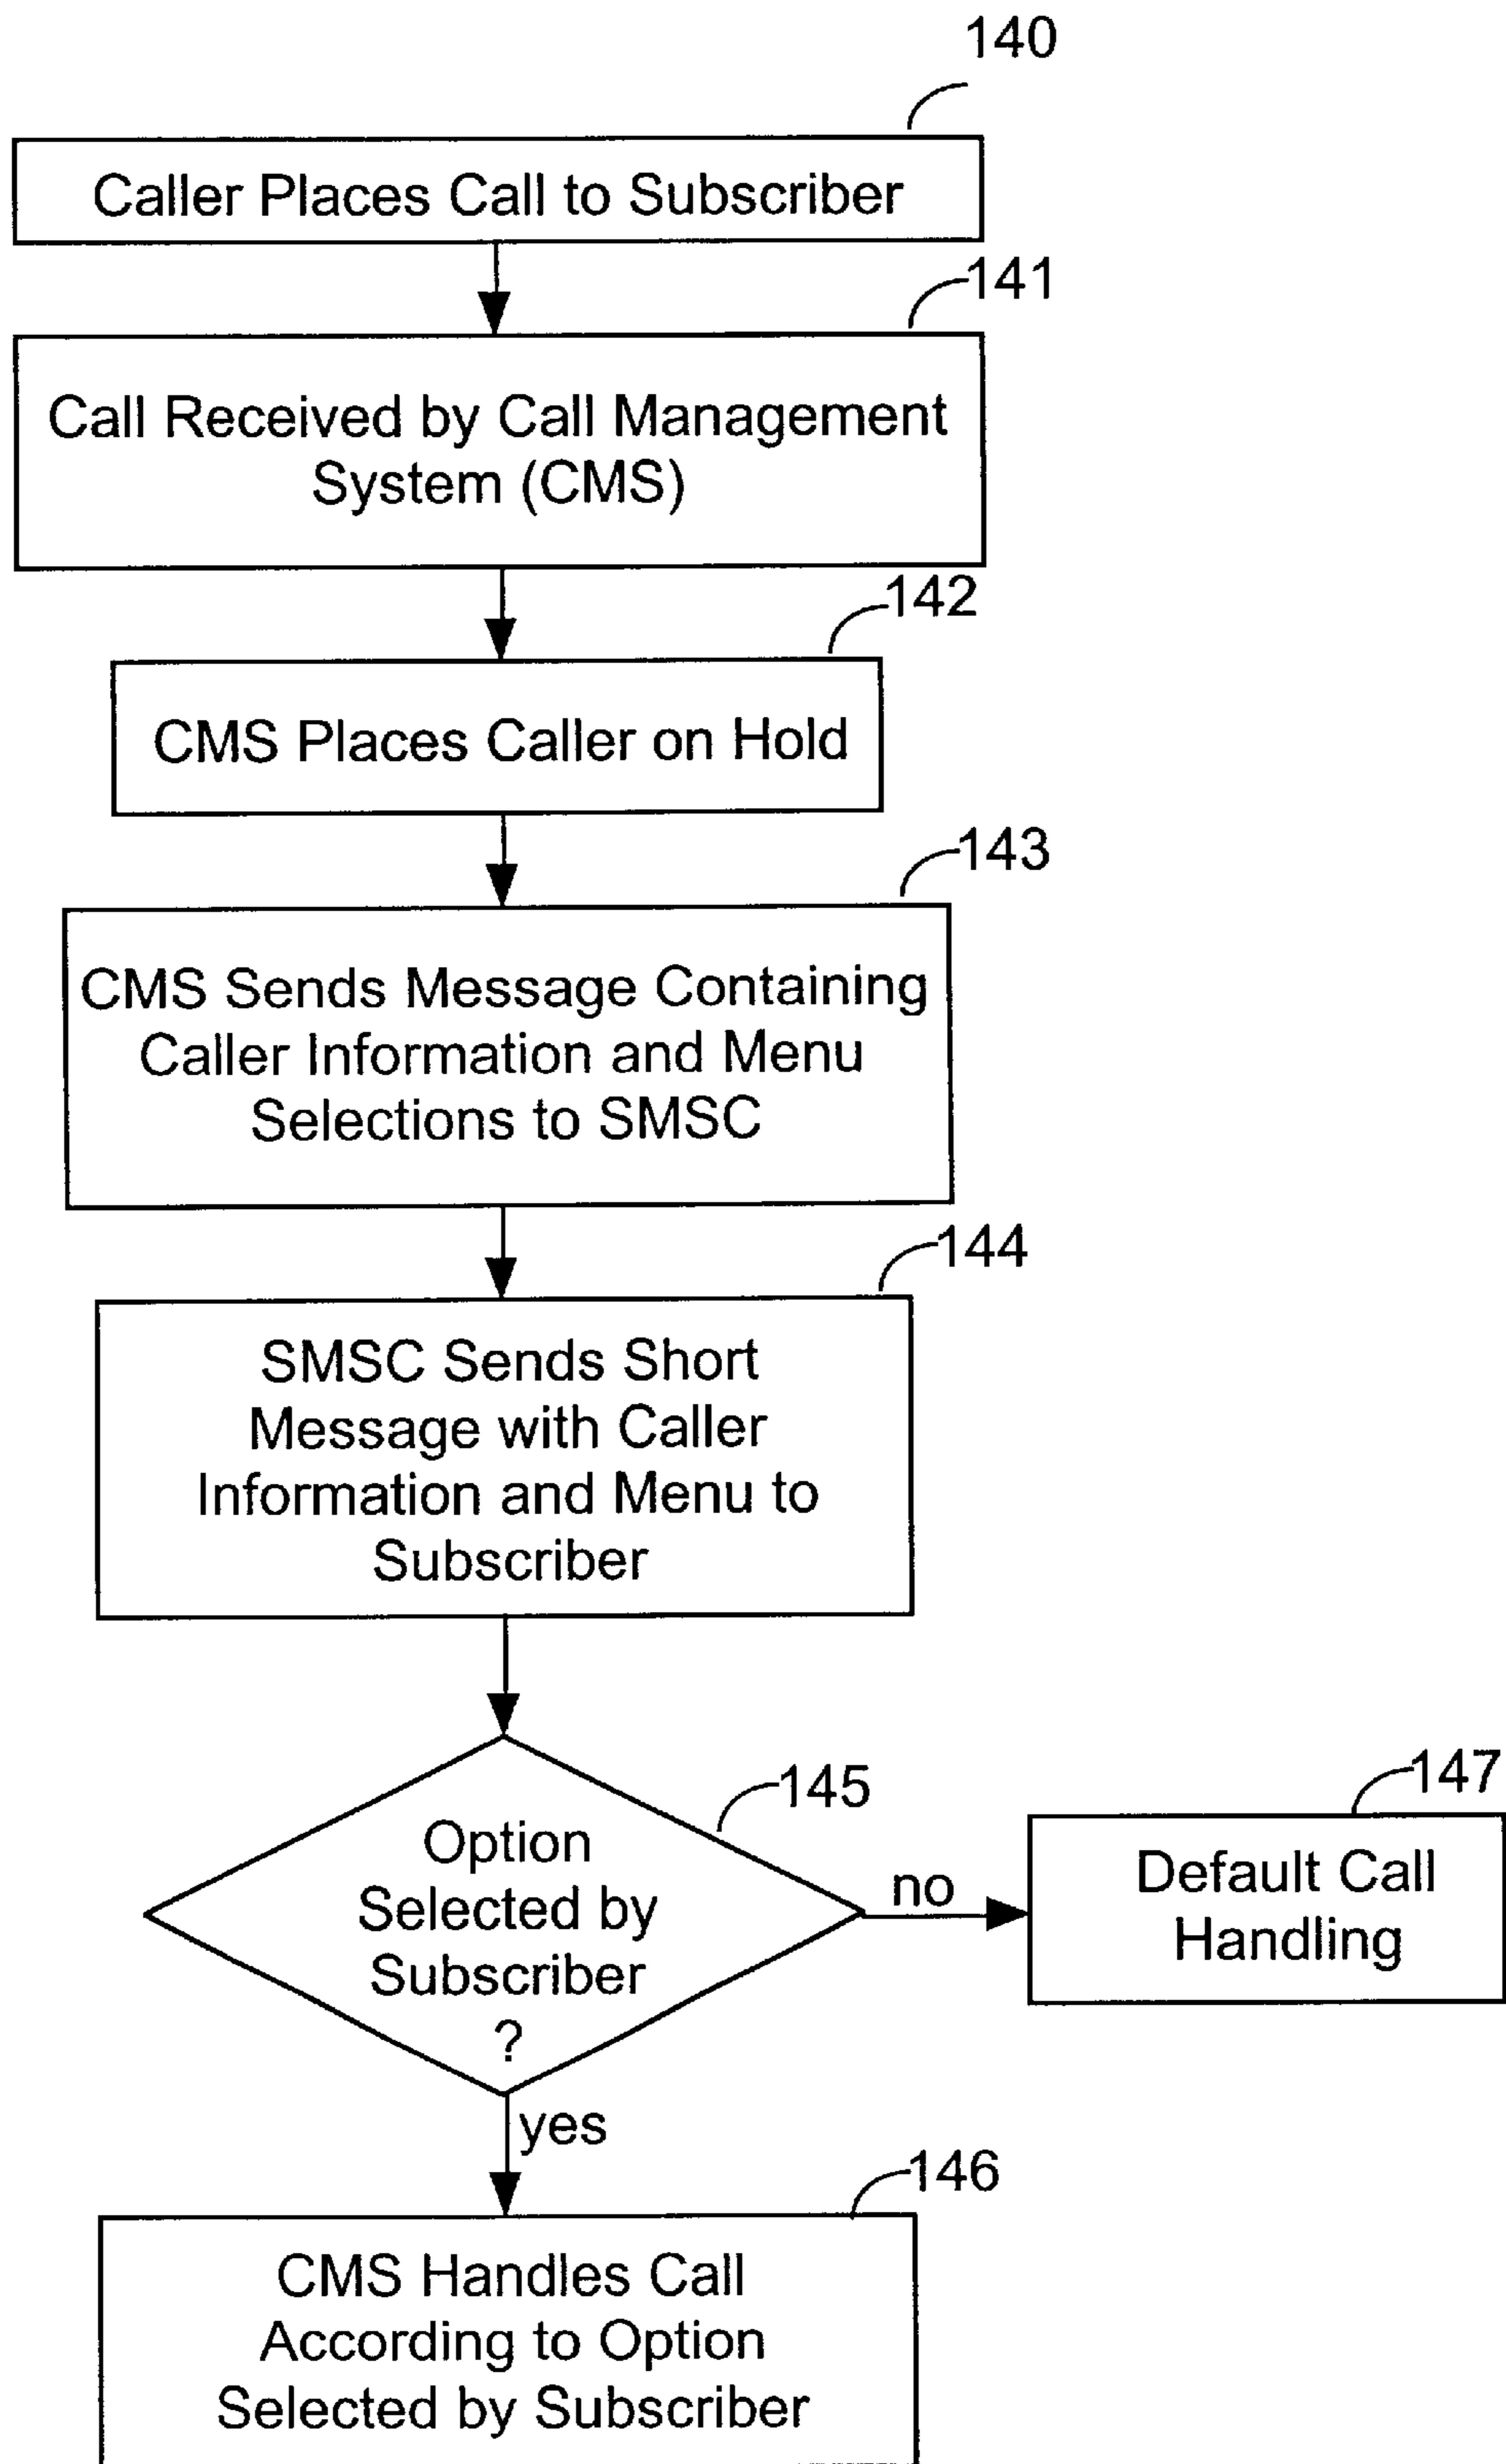 140
Caller Places Call to Subscriber
141
Call Received by Call Management
System (CMS)
142
CMS Places Caller on Hold
143
CMS Sends Message Containing
Caller Information and Menu
Selections to SMSC
144
SMSC Sends Short
Message with Caller
Information and Menu to
Subscriber
145
Option
Selected by
Subscriber
?
no
147
Default Call
Handling
yes
146
CMS Handles Call
According to Option
Selected by Subscriber